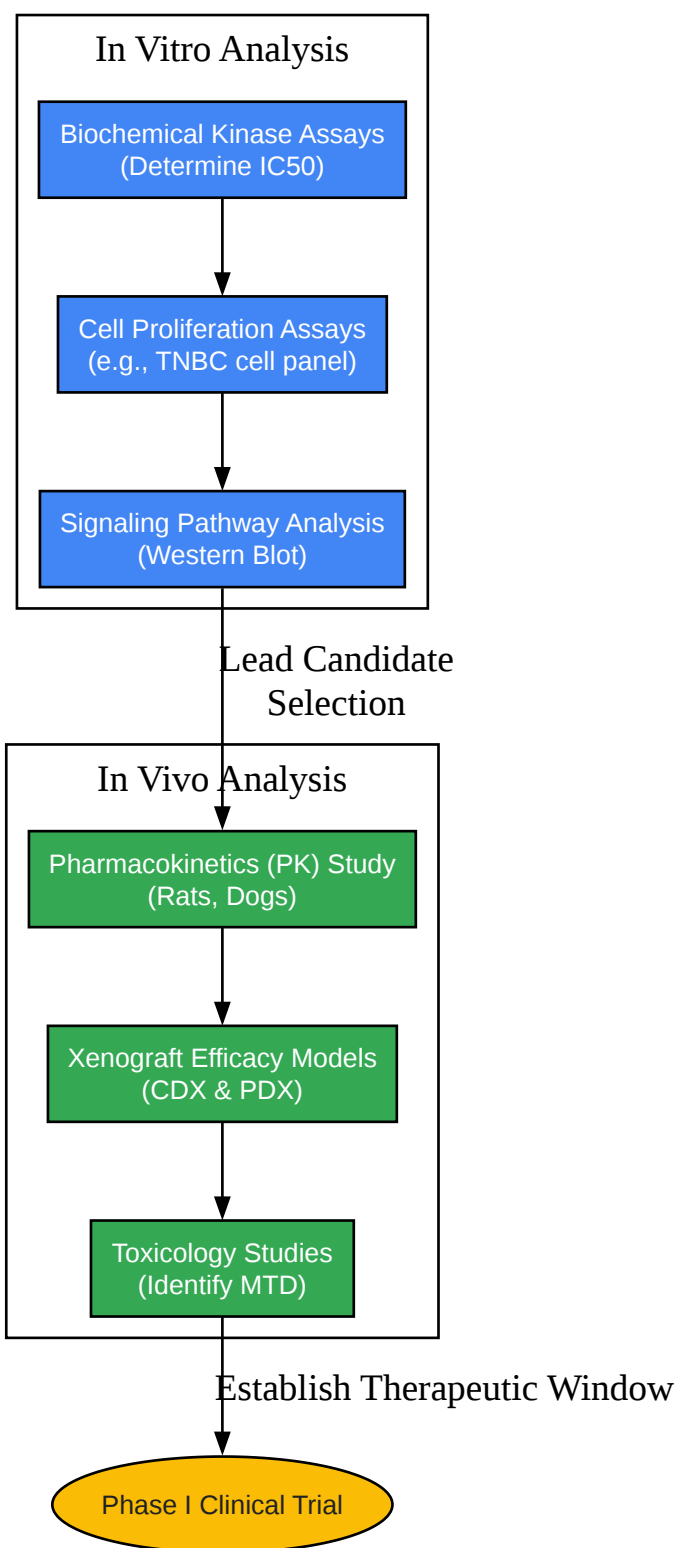 In Vitro Analysis
Biochemical Kinase Assays
(Determine IC50)
Cell Proliferation Assays
(e.g., TNBC cell panel)
Signaling Pathway Analysis
(Western Blot)
Lead Candidate
Selection
In Vivo Analysis
Pharmacokinetics (PK) Study
(Rats, Dogs)
Xenograft Efficacy Models
(CDX & PDX)
Toxicology Studies
(Identify MTD)
Establish Therapeutic Window
Phase I Clinical Trial